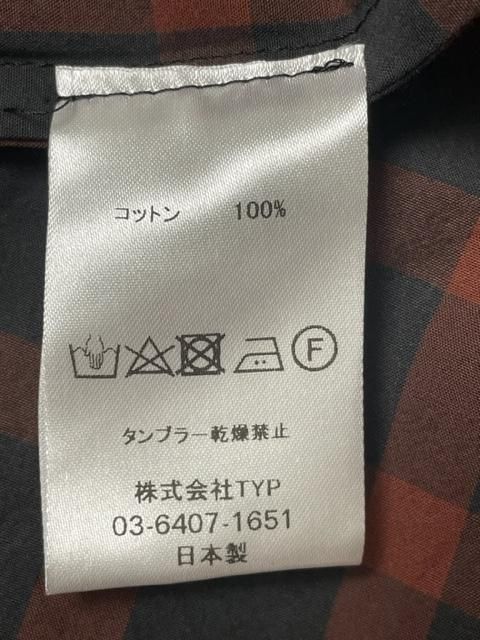 コットン 100%
F
タンブラー乾燥禁止
株式会社TYP
03-6407-1651
日本製